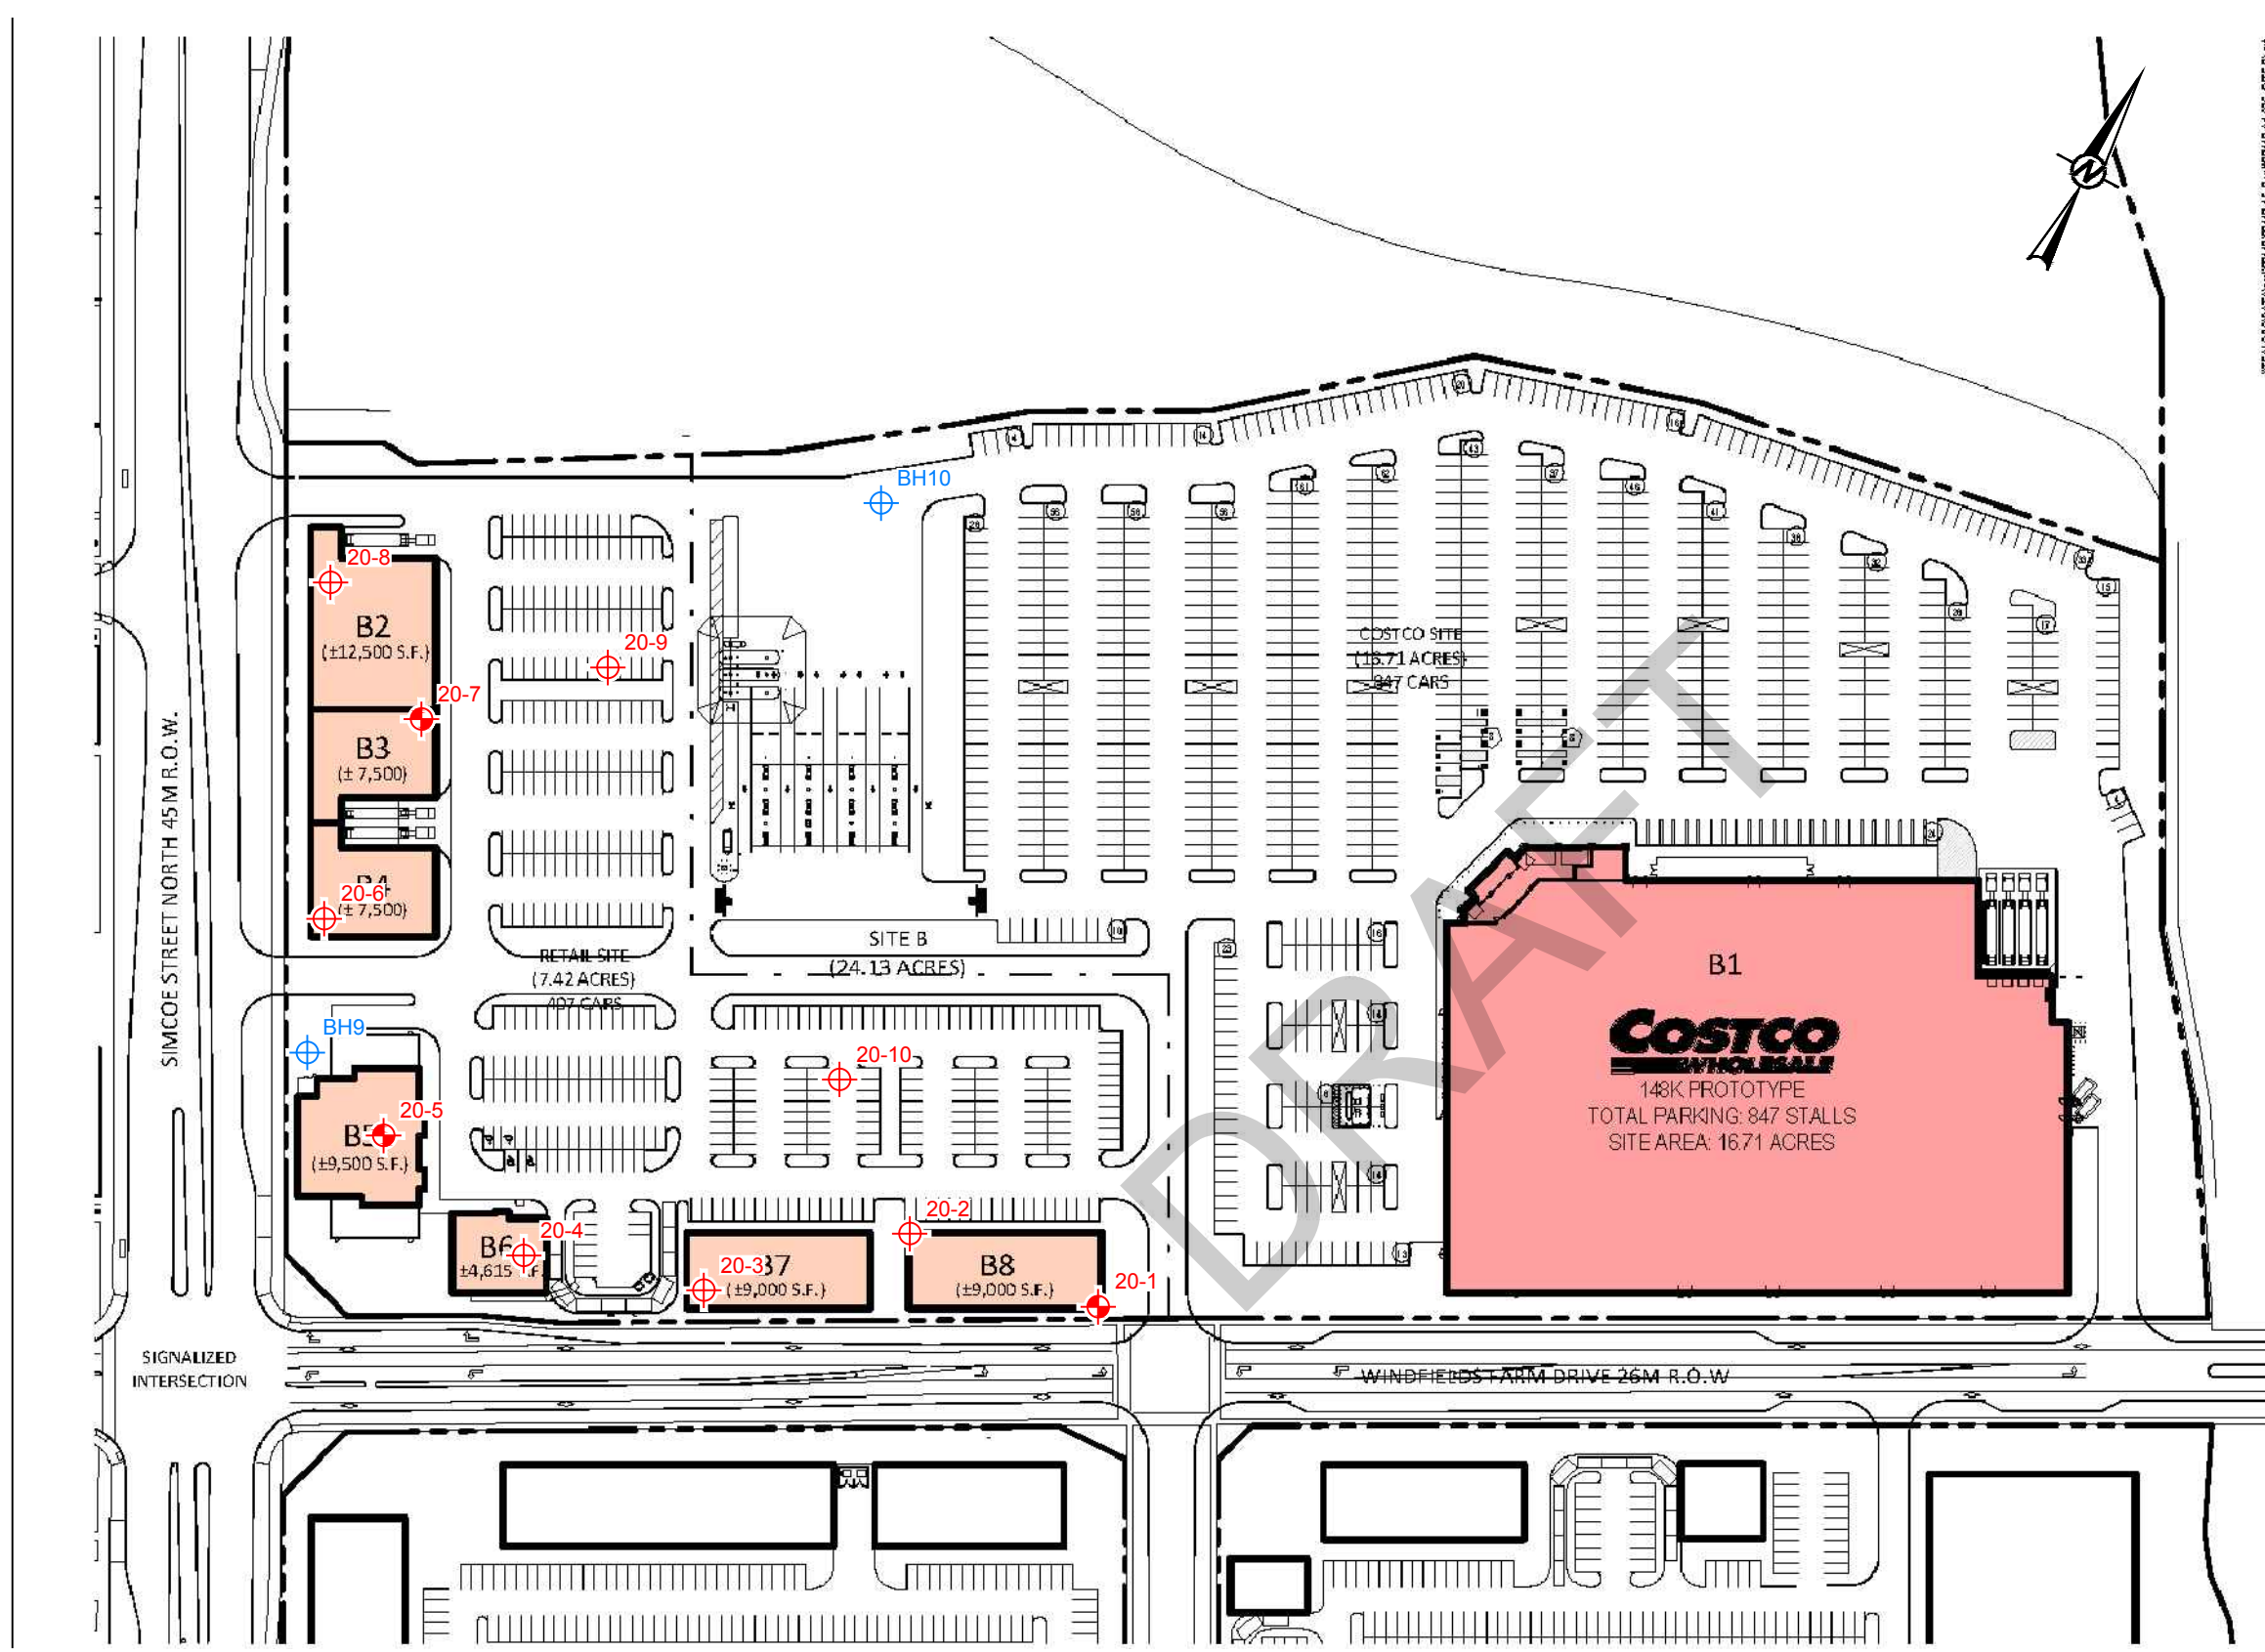 N
BH10
20-8
B2
(±12,500 S.F.)
20-9
20-7
B3
(± 7,500)
COSTCO SITE
(16.71 ACRES)
847 CARS
SIMCOE STREET NORTH 45M R.O.W.
B4
20-6
(± 7,500)
RETAIL SITE
(7.42 ACRES)
407 CARS
SITE B
(24.13 ACRES)
B1
COSTCO
WHOLESALE
148K PROTOTYPE
TOTAL PARKING: 847 STALLS
SITE AREA: 16.71 ACRES
BH9
20-10
20-5
B5
(±9,500 S.F.)
20-4
B6
±4,615 S.F.
20-3
B7
(±9,000 S.F.)
20-2
B8
(±9,000 S.F.)
20-1
DRAFT
SIGNALIZED
INTERSECTION
WINDFIELDS FARM DRIVE 26M R.O.W